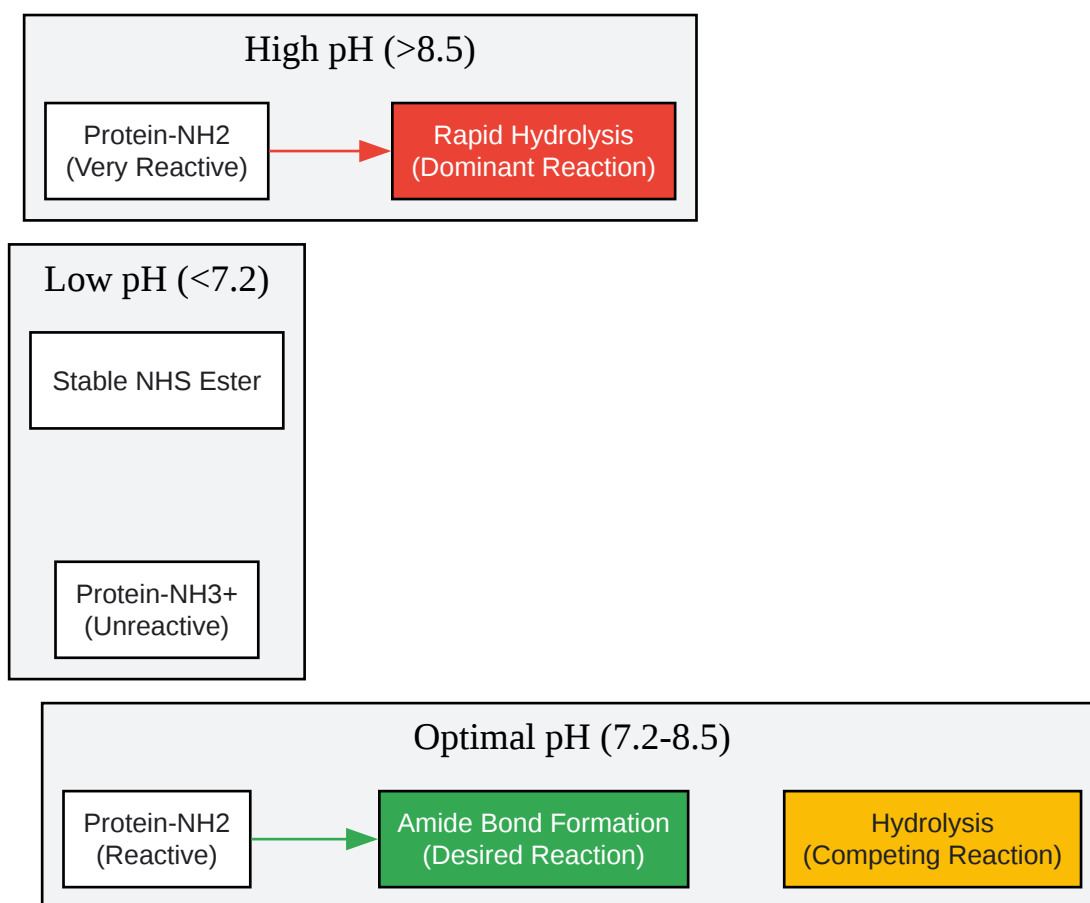 High pH (>8.5)
Protein-NH2
(Very Reactive)
Rapid Hydrolysis
(Dominant Reaction)
Low pH (<7.2)
Stable NHS Ester
Protein-NH3+
(Unreactive)
Optimal pH (7.2-8.5)
Protein-NH2
(Reactive)
Amide Bond Formation
(Desired Reaction)
Hydrolysis
(Competing Reaction)